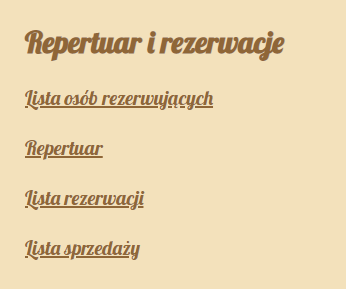 Repertuar i rezerwacje
Lista osób rezerwujących
Repertuar
Lista rezerwacji
Lista sprzedaży